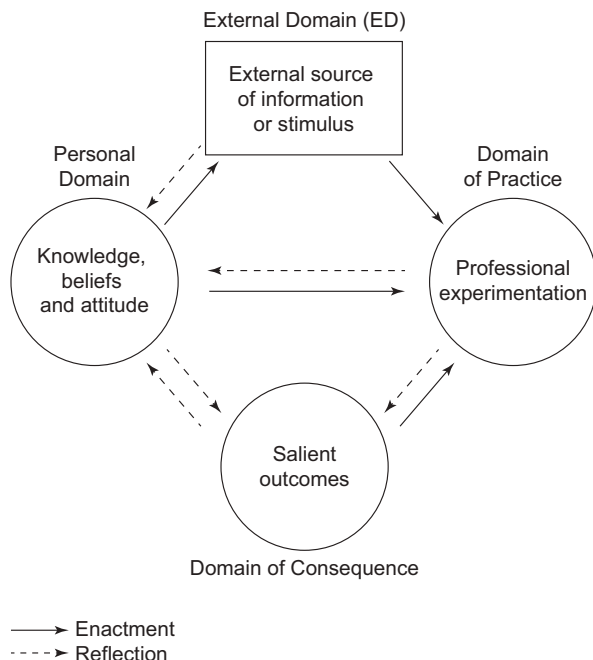 External Domain (ED)
External source
of information
or stimulus
Personal
Domain
Domain
of Practice
Knowledge,
beliefs
and attitude
Professional
experimentation
Salient
outcomes
Domain of Consequence
Enactment
Reflection